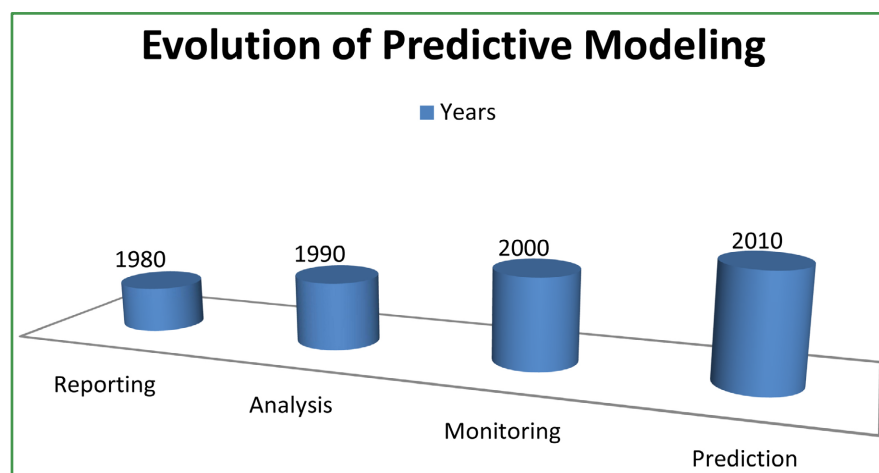 Evolution of Predictive Modeling
Years
1980
1990
2000
2010
Reporting
Analysis
Monitoring
Prediction